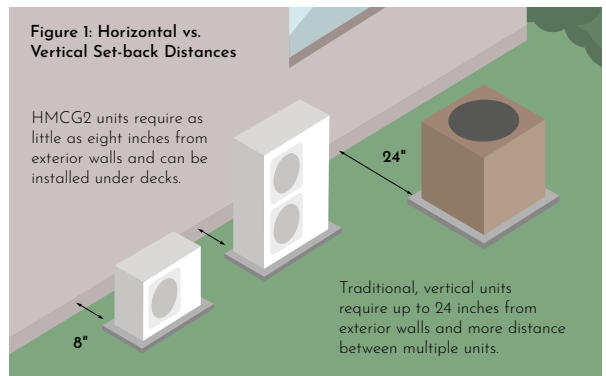 Figure 1: Horizontal vs.
Vertical Set-back Distances
HMCG2 units require as
little as eight inches from
exterior walls and can be
installed under decks.
24"
8"
Traditional, vertical units
require up to 24 inches from
exterior walls and more distance
between multiple units.